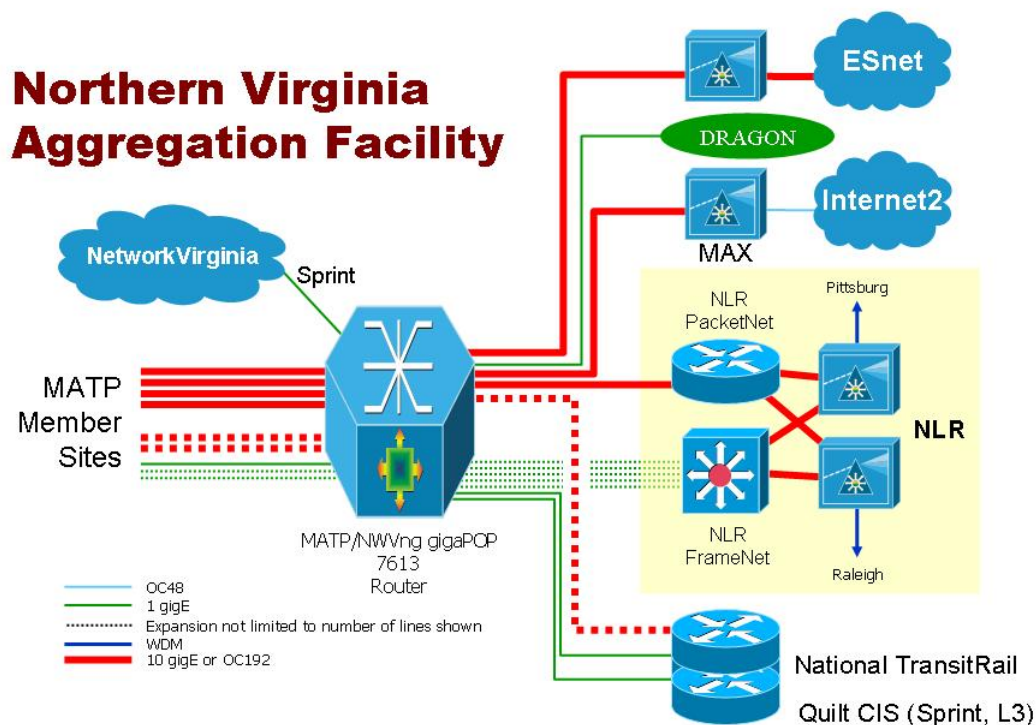 Northern Virginia
Aggregation Facility
ESnet
DRAGON
Internet2
MAX
NetworkVirginia
Sprint
NLR
PacketNet
Pittsburg
MATP
Member
Sites
NLR
NLR
FrameNet
Raleigh
MATP/NWVng gigaPOP
7613
Router
OC48
1 gigE
Expansion not limited to number of lines shown
WDM
10 gigE or OC192
National TransitRail
Quilt CIS (Sprint, L3)